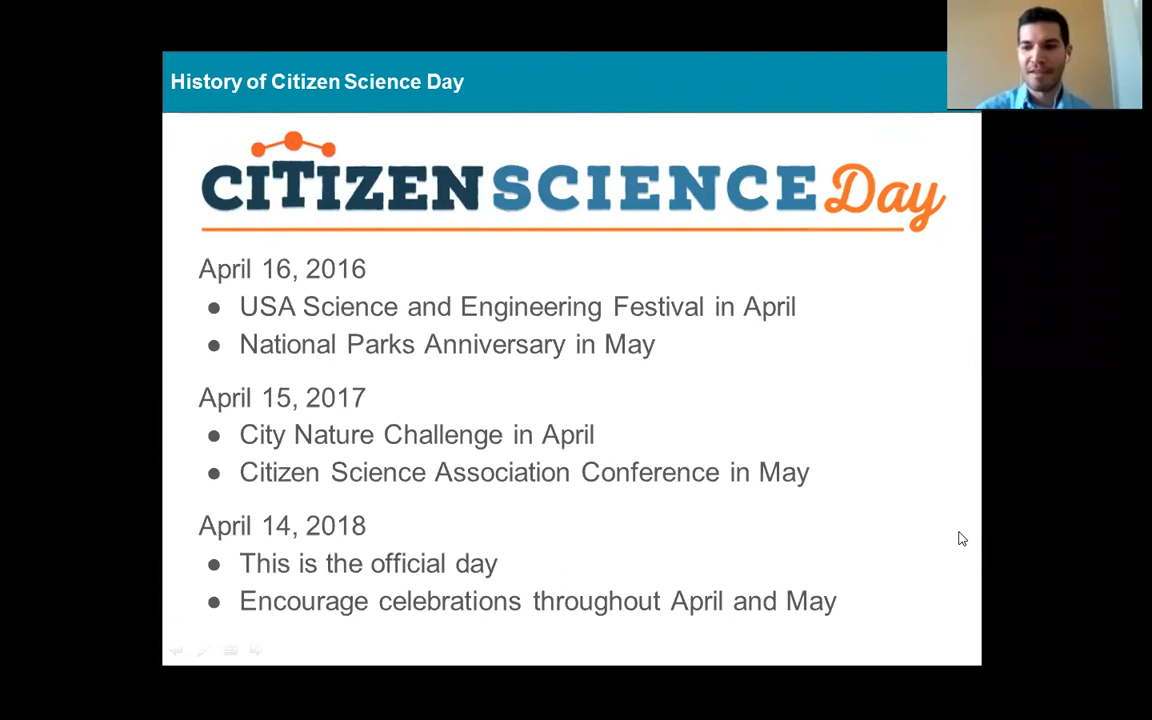 History of Citizen Science Day
CITIZEN SCIENCE Day
April 16, 2016
● USA Science and Engineering Festival in April
● National Parks Anniversary in May
April 15, 2017
● City Nature Challenge in April
● Citizen Science Association Conference in May
April 14, 2018
● This is the official day
● Encourage celebrations throughout April and May